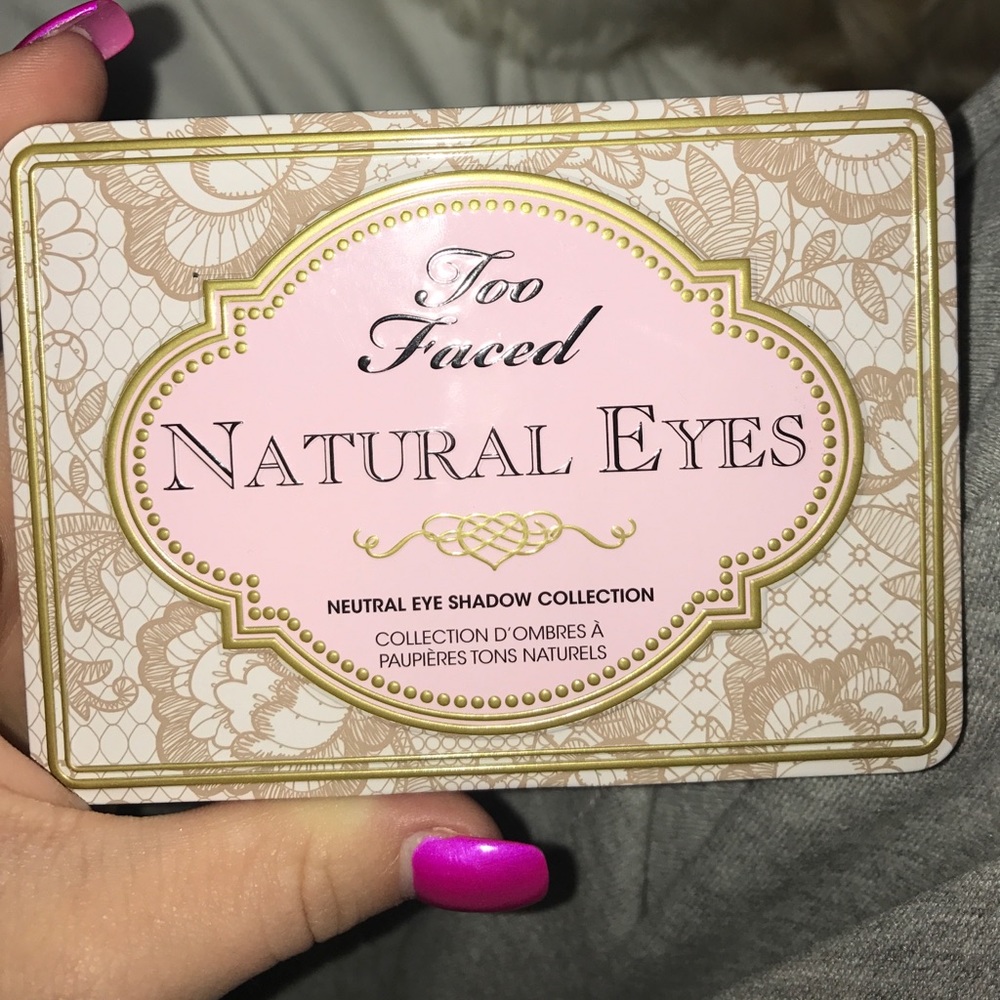 Too
Faced
NATURAL EYES
NEUTRAL EYE SHADOW COLLECTION
COLLECTION D'OMBRES À
PAUPIÈRES TONS NATURELS